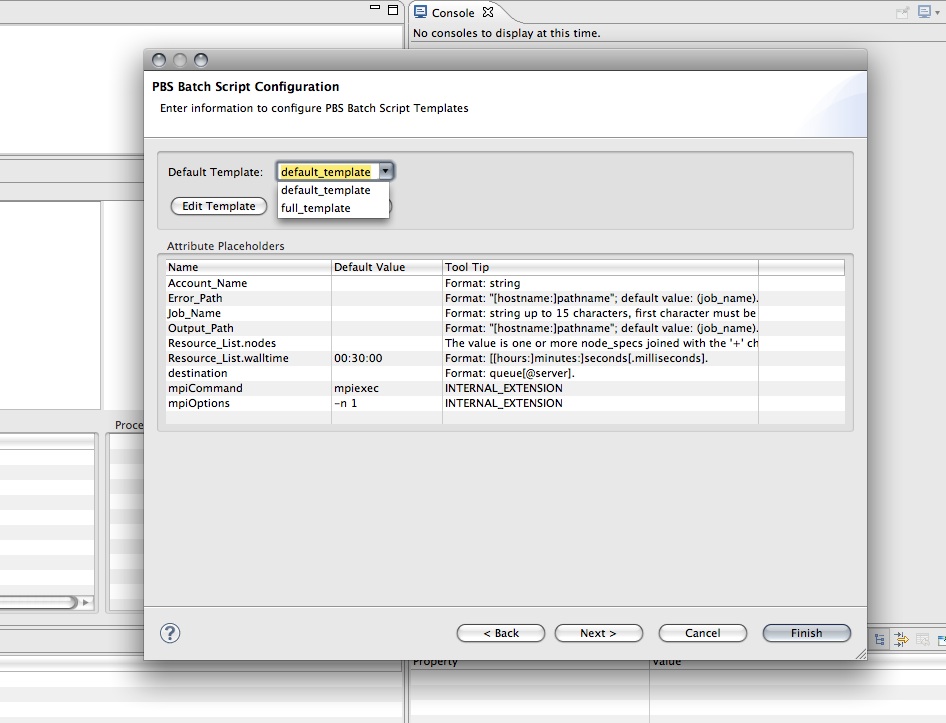 Console
No consoles to display at this time.
PBS Batch Script Configuration
Enter information to configure PBS Batch Script Templates
Default Template: default_template
default_template
full_template
Edit Template
Attribute Placeholders
Name Default Value Tool Tip
Account_Name Format: string
Error_Path Format: "[hostname:]pathname"; default value: (job_name).
Job_Name Format: string up to 15 characters, first character must be
Output_Path Format: "[hostname:]pathname"; default value: (job_name).
Resource_List.nodes The value is one or more node_specs joined with the '+' ch
Resource_List.walltime 00:30:00 Format: [[hours:]minutes:]seconds[.milliseconds].
destination Format: queue[@server].
mpiCommand mpiexec INTERNAL_EXTENSION
mpiOptions -n 1 INTERNAL_EXTENSION
Proce
? < Back Next > Cancel Finish
Property Value